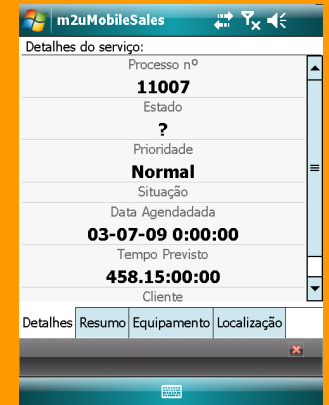 m2uMobileSales
Detalhes do serviço:
Processo nº
11007
Estado
?
Prioridade
Normal
Situação
Data Agendadada
03-07-09 0:00:00
Tempo Previsto
458.15:00:00
Cliente
Detalhes Resumo Equipamento Localização